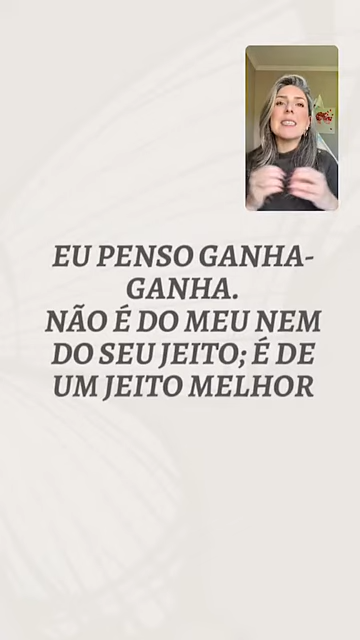 EU PENSO GANHA-
GANHA.
NÃO É DO MEU NEM
DO SEU JEITO; É DE
UM JEITO MELHOR